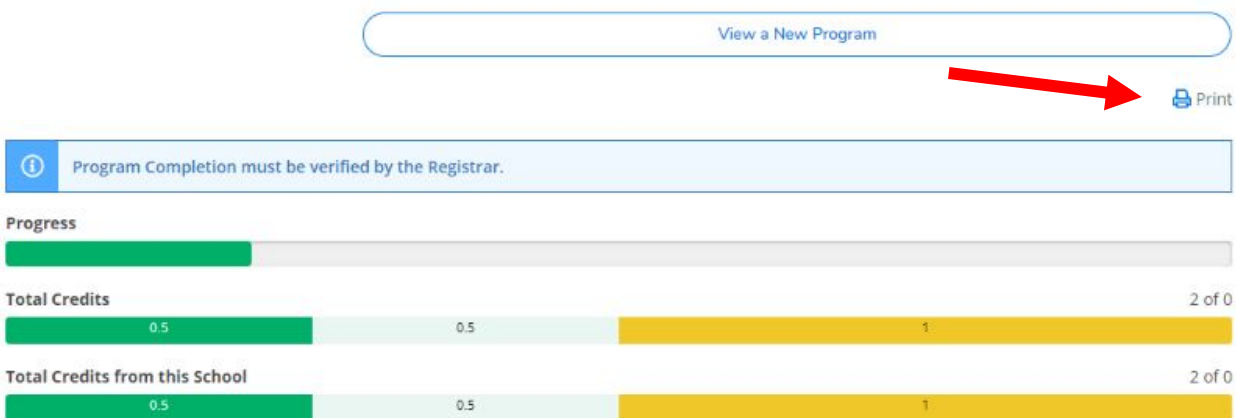 View a New Program
Print
Program Completion must be verified by the Registrar.
Progress
Total Credits 2 of 0
0.5 0.5 1
Total Credits from this School 2 of 0
0.5 0.5 1